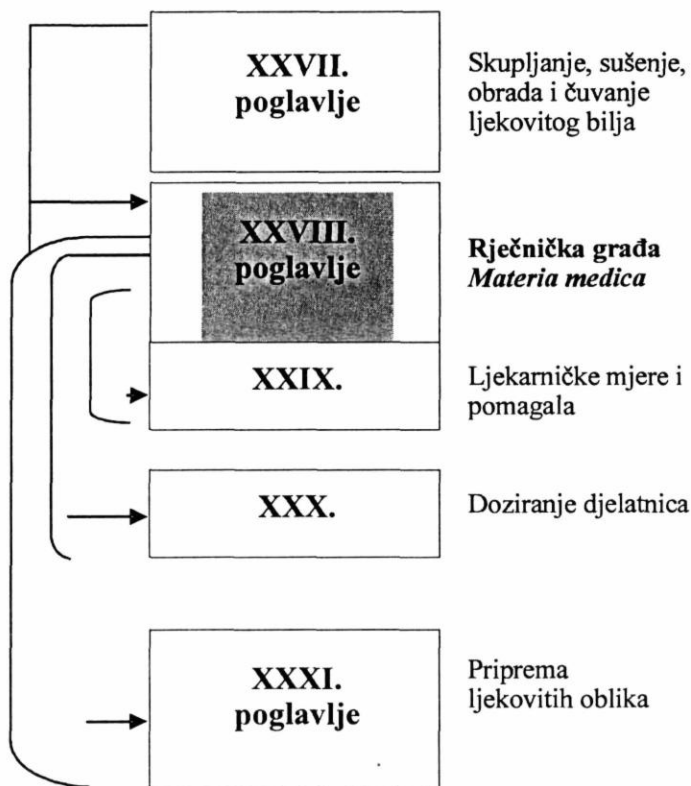 XXVII.
poglavlje
Skupljanje, sušenje,
obrada i čuvanje
ljekovitog bilja
XXVIII.
poglavlje
Rječnička građa
Materia medica
XXIX.
Ljekarničke mjere i
pomagala
XXX.
Doziranje djelatnica
XXXI.
poglavlje
Priprema
ljekovitih oblika